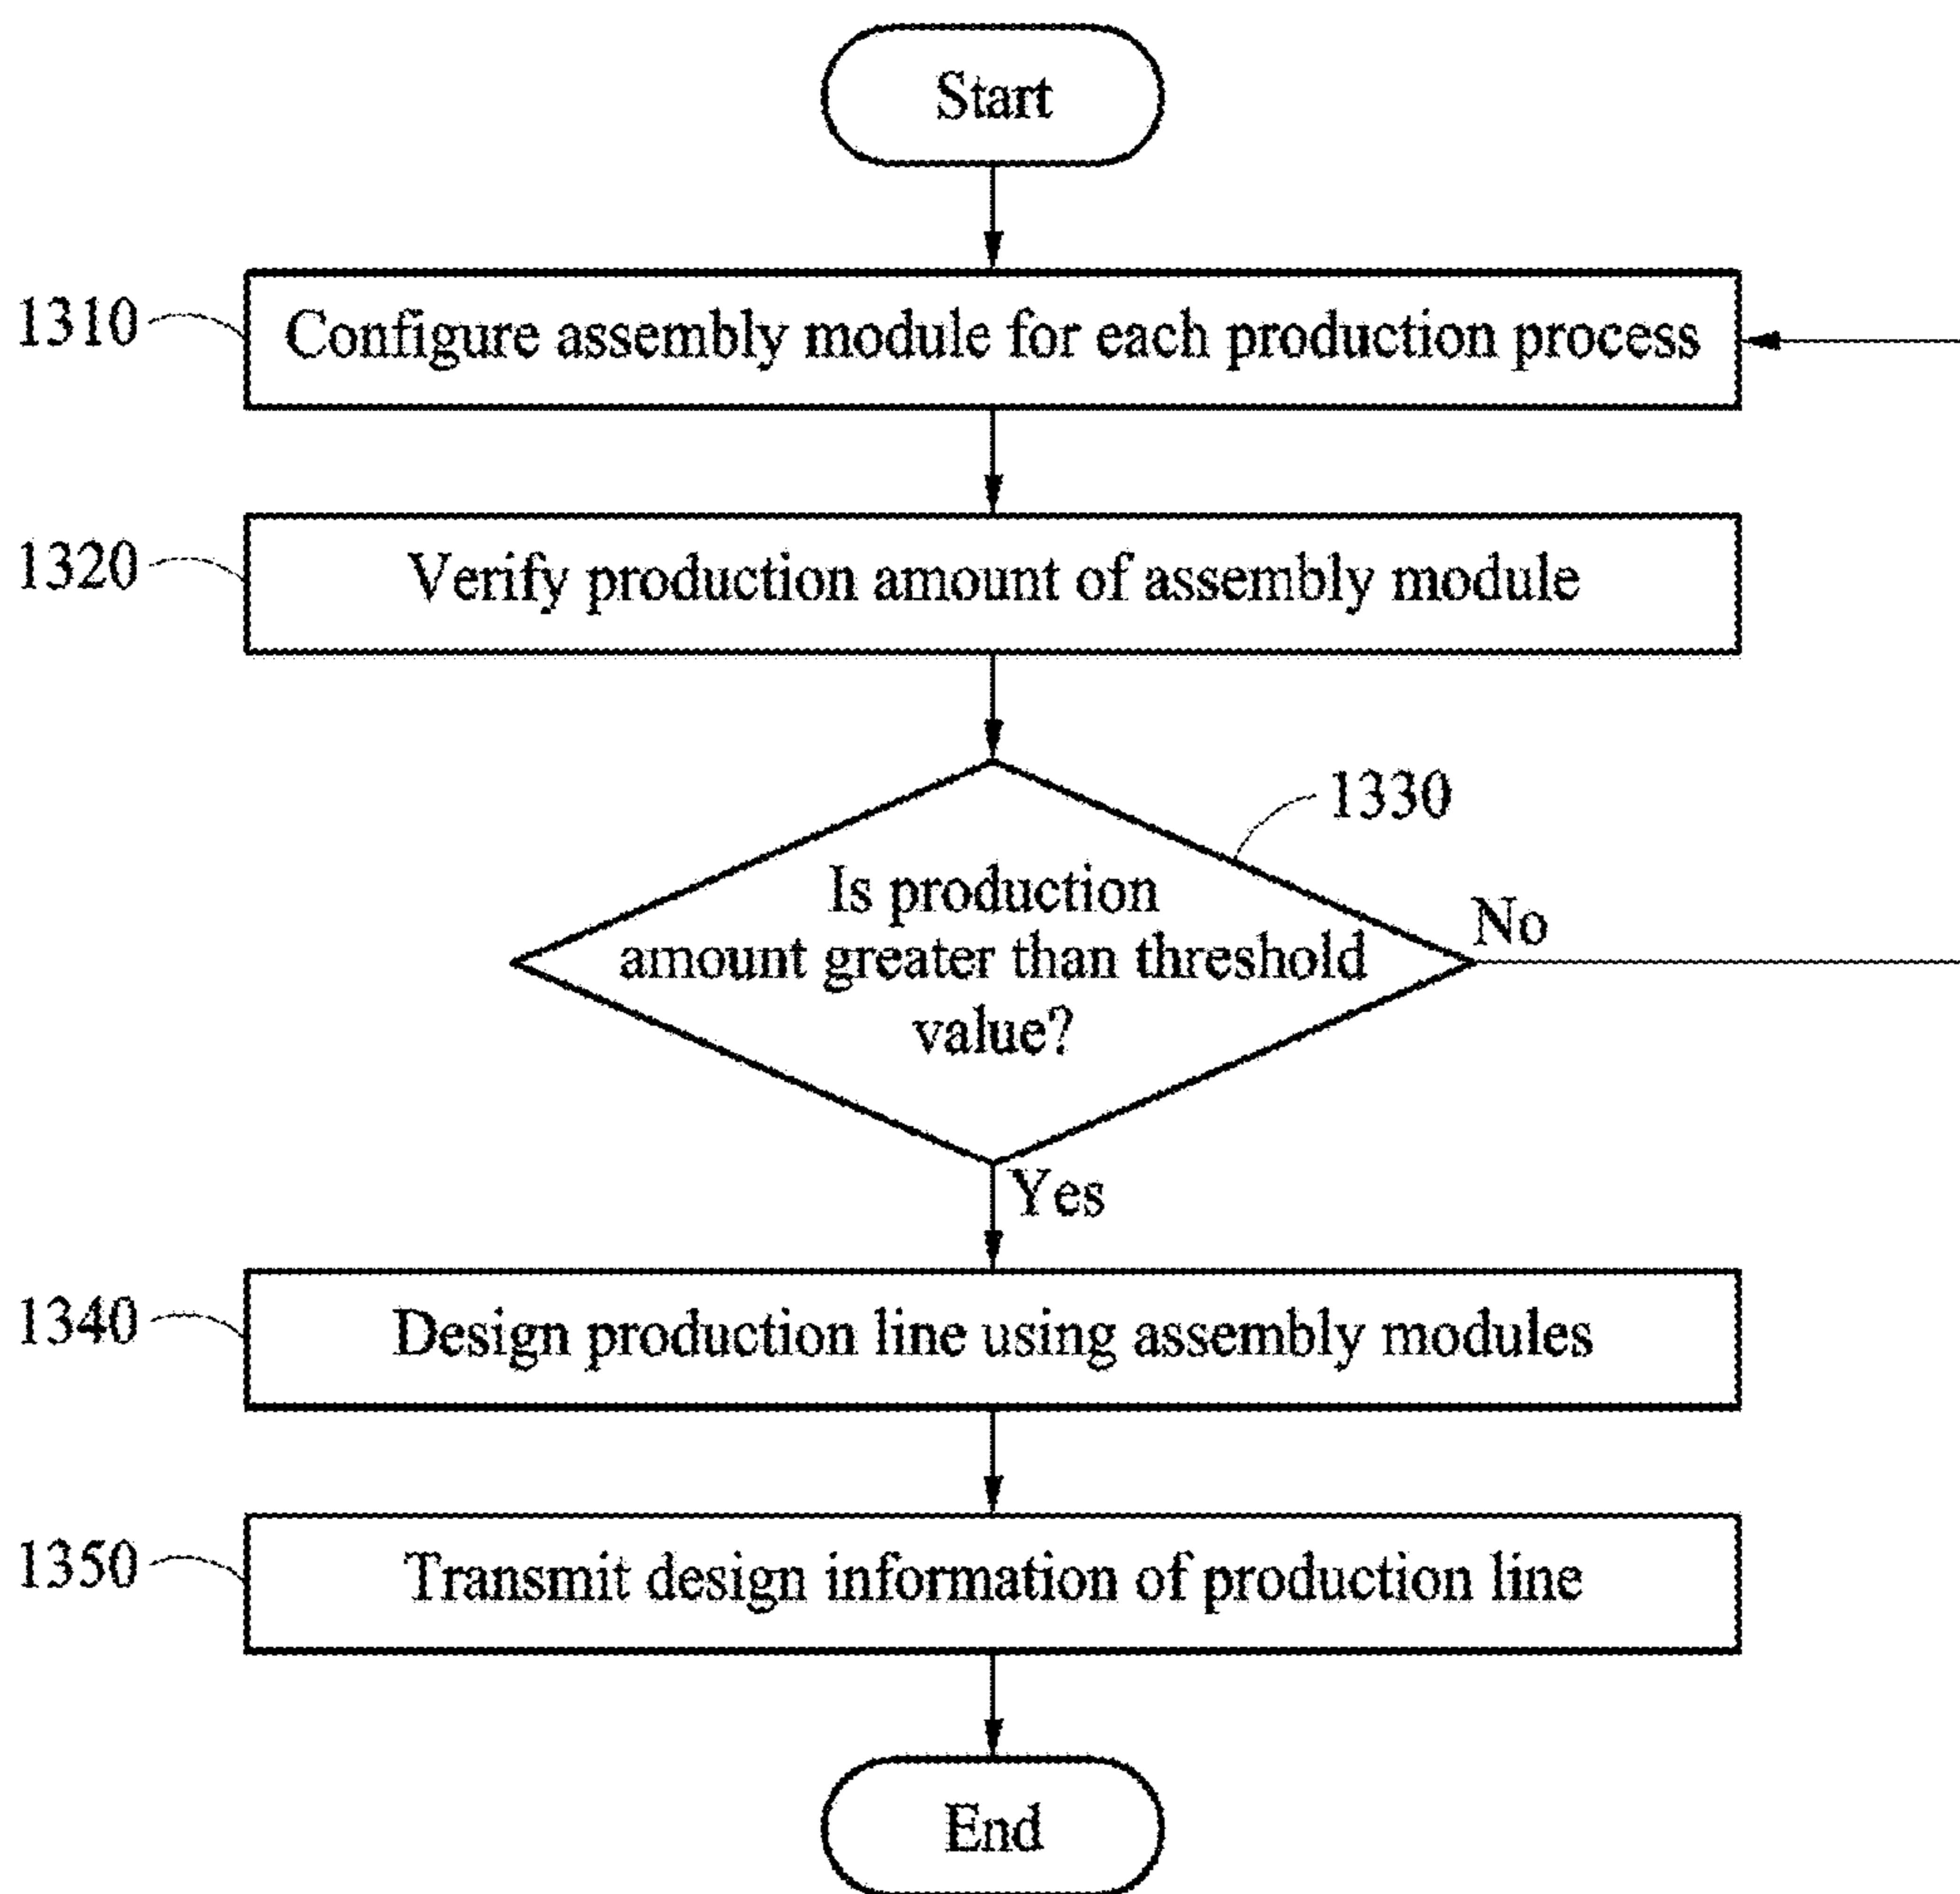 Start
1310
Configure assembly module for each production process
1320
Verify production amount of assembly module
1330
Is production
amount greater than threshold
value?
No
Yes
1340
Design production line using assembly modules
1350
Transmit design information of production line
End